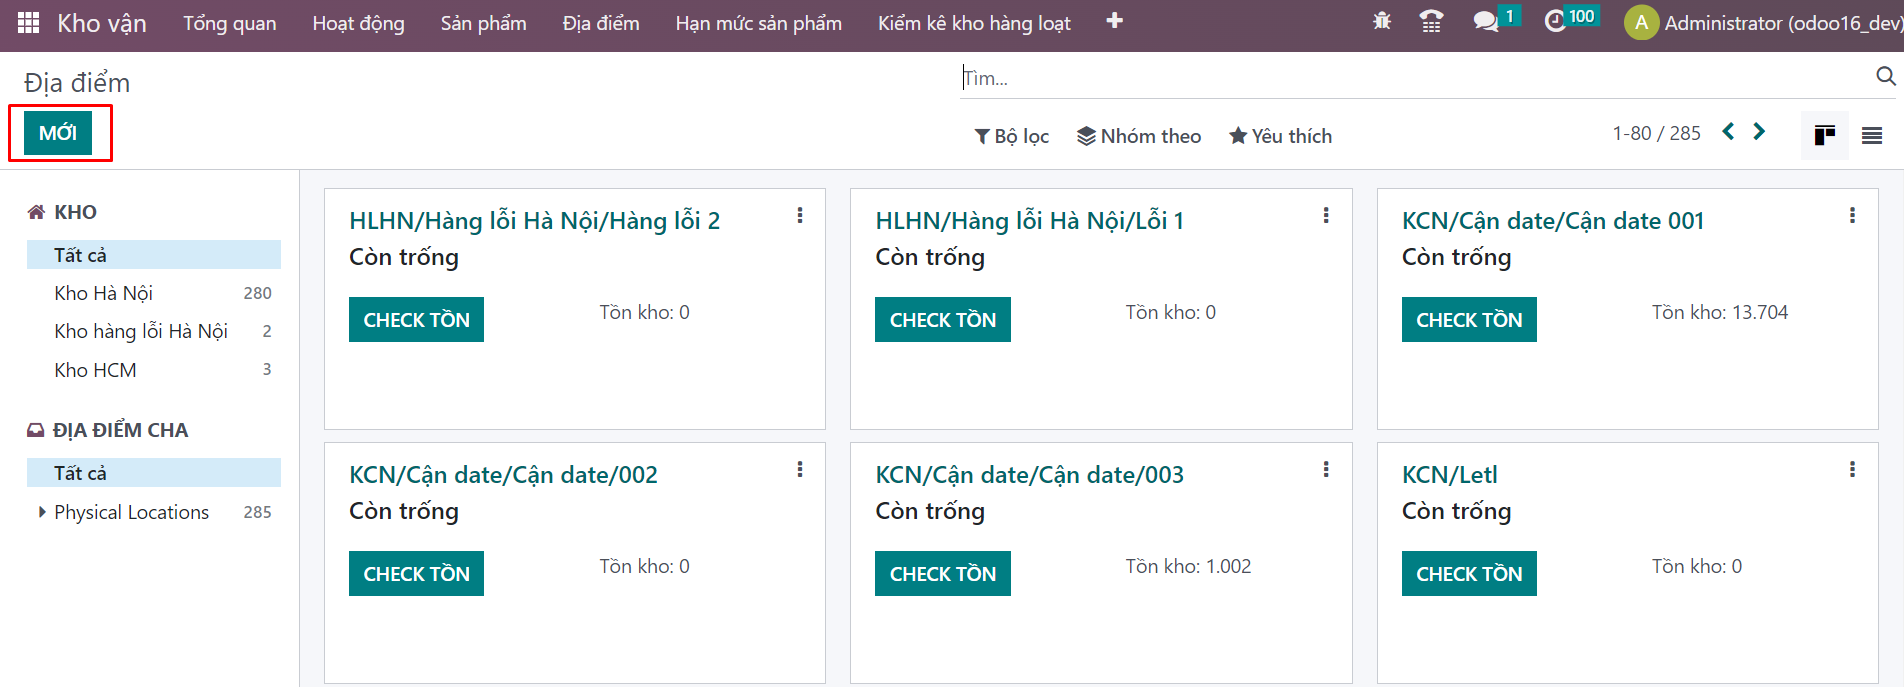 Kho vận Tổng quan Hoạt động Sản phẩm Địa điểm Hạn mức sản phẩm Kiểm kê kho hàng loạt 1 100 A Administrator (odoo16_dev)
Địa điểm
Tìm...
MỚI
Bộ lọc Nhóm theo Yêu thích 1-80 / 285
KHO
Tất cả
Kho Hà Nội 280
Kho hàng lỗi Hà Nội 2
Kho HCM 3
ĐỊA ĐIỂM CHA
Tất cả
Physical Locations 285
HLHN/Hàng lỗi Hà Nội/Hàng lỗi 2
Còn trống
CHECK TỒN Tồn kho: 0
HLHN/Hàng lỗi Hà Nội/Lỗi 1
Còn trống
CHECK TỒN Tồn kho: 0
KCN/Cận date/Cận date 001
Còn trống
CHECK TỒN Tồn kho: 13.704
KCN/Cận date/Cận date/002
Còn trống
CHECK TỒN Tồn kho: 0
KCN/Cận date/Cận date/003
Còn trống
CHECK TỒN Tồn kho: 1.002
KCN/Letl
Còn trống
CHECK TỒN Tồn kho: 0